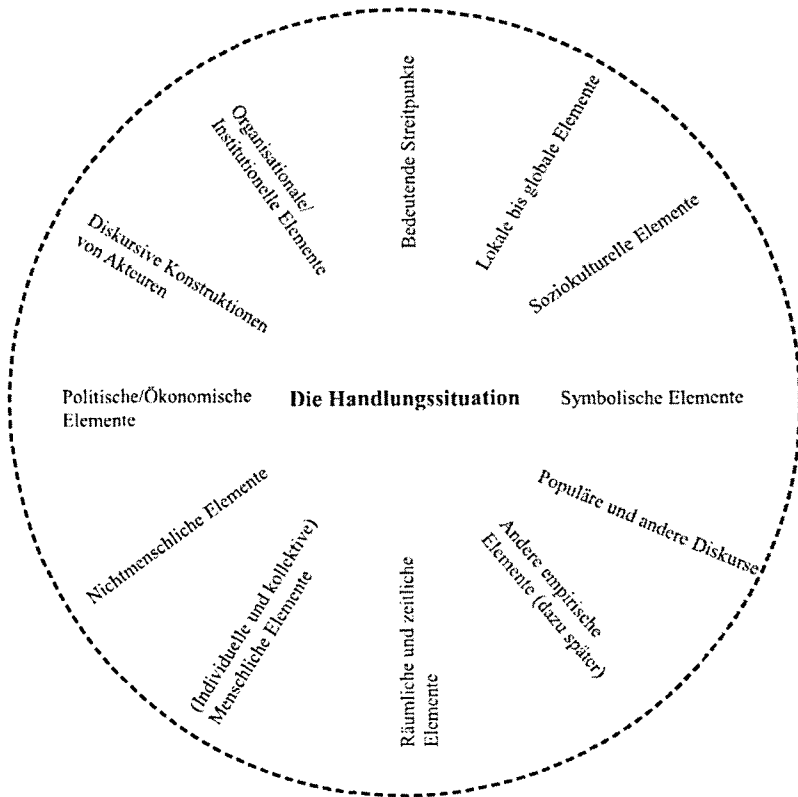 Bedeutende Streitpunkte
Lokale bis globale Elemente
Soziokulturelle Elemente
Symbolische Elemente
Populäre und andere Diskurse
Andere empirische
Elemente (dazu später)
Räumliche und zeitliche
Elemente
(Individuelle und kollektive)
Menschliche Elemente
Nichtmenschliche Elemente
Politische/Ökonomische
Elemente
Diskursive Konstruktionen
von Akteuren
Organisationale/
Institutionelle Elemente
Die Handlungssituation